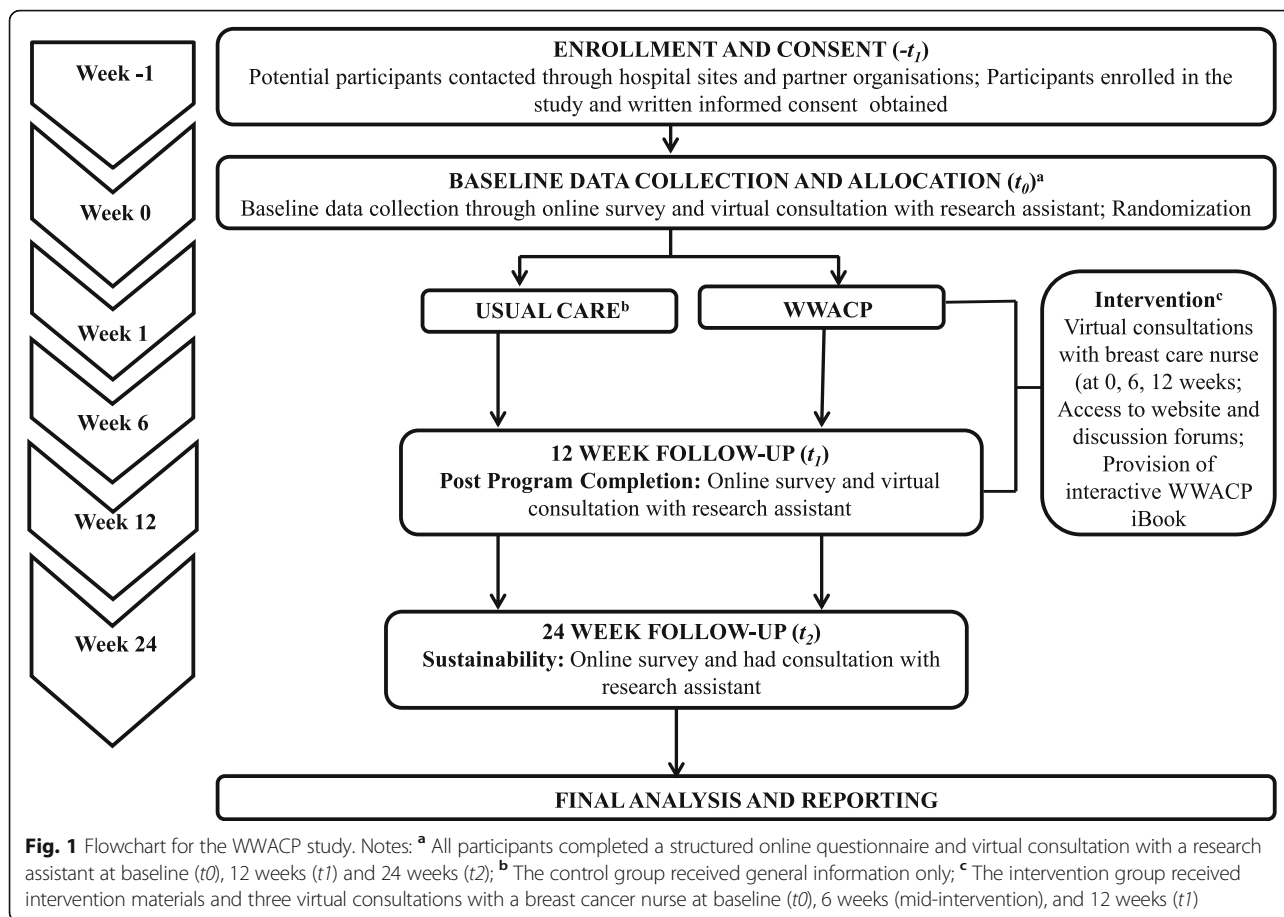 Week -1
ENROLLMENT AND CONSENT (-t1)
Potential participants contacted through hospital sites and partner organisations; Participants enrolled in the
study and written informed consent obtained
Week 0
BASELINE DATA COLLECTION AND ALLOCATION (t0)a
Baseline data collection through online survey and virtual consultation with research assistant; Randomization
Week 1
USUAL CAREb
WWACP
Interventionc
Virtual consultations
with breast care nurse
(at 0, 6, 12 weeks;
Access to website and
discussion forums;
Provision of
interactive WWACP
iBook
Week 6
Week 12
12 WEEK FOLLOW-UP (t1)
Post Program Completion: Online survey and virtual
consultation with research assistant
Week 24
24 WEEK FOLLOW-UP (t2)
Sustainability: Online survey and had consultation with
research assistant
FINAL ANALYSIS AND REPORTING
Fig. 1 Flowchart for the WWACP study. Notes: a All participants completed a structured online questionnaire and virtual consultation with a research
assistant at baseline (t0), 12 weeks (t1) and 24 weeks (t2); b The control group received general information only; c The intervention group received
intervention materials and three virtual consultations with a breast cancer nurse at baseline (t0), 6 weeks (mid-intervention), and 12 weeks (t1)